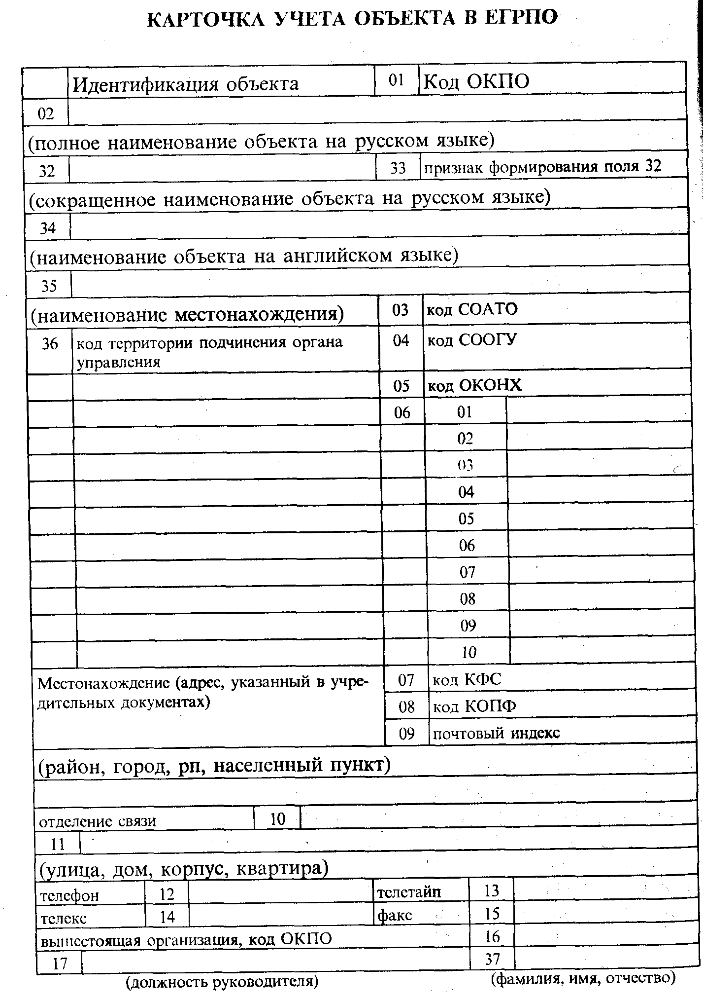 КАРТОЧКА УЧЕТА ОБЪЕКТА В ЕГРПО
Идентификация объекта 01 Код ОКПО
02
(полное наименование объекта на русском языке)
32 33 признак формирования поля 32
(сокращенное наименование объекта на русском языке)
34
(наименование объекта на английском языке)
35
(наименование местонахождения) 03 код СОАТО
36 код территории подчинения органа 04 код СООГУ
управления
05 код ОКОНХ
06 01
02
03
04
05
06
07
08
09
10
Местонахождение (адрес, указанный в учре- 07 код КФС
дительных документах)
08 код КОПФ
09 почтовый индекс
(район, город, рп, населенный пункт)
отделение связи 10
11
(улица, дом, корпус, квартира)
телефон 12 телетайп 13
телекс 14 факс 15
вышестоящая организация, код ОКПО 16
17 37
(должность руководителя) (фамилия, имя, отчество)